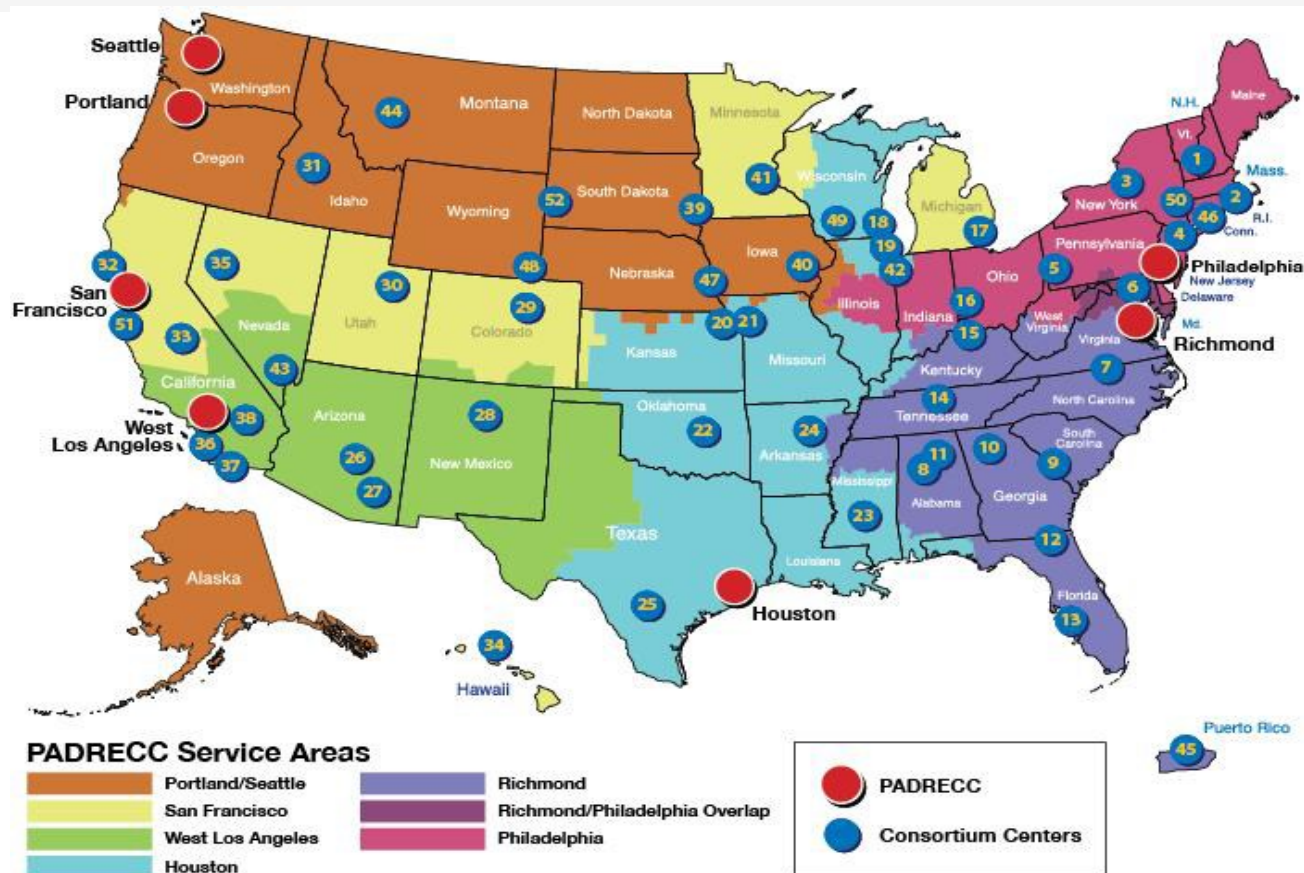 Seattle
Portland
Washington
Oregon
Montana
44
31
Idaho
Wyoming
North Dakota
South Dakota
52
39
Minnesota
41
Wisconsin
49
18
19
42
Michigan
17
Maine
N.H.
Vt.
1
Mass.
3
New York
50
2
46
R.I.
Conn.
4
Pennsylvania
5
Philadelphia
New Jersey
Delaware
6
Md.
Richmond
32
San
Francisco
51
33
35
Nevada
30
Utah
29
Colorado
48
Nebraska
47
Iowa
40
Illinois
Indiana
16
Ohio
15
West
Virginia
Virginia
Kentucky
20
21
Kansas
Missouri
California
43
38
West
Los Angeles
36
37
Arizona
26
27
28
New Mexico
Oklahoma
22
24
Arkansas
14
Tennessee
7
North Carolina
South
Carolina
9
10
11
8
Alabama
Georgia
Mississippi
23
12
Florida
13
Texas
Louisiana
25
Houston
Alaska
34
Hawaii
Puerto Rico
45
PADRECC Service Areas
Portland/Seattle
San Francisco
West Los Angeles
Houston
Richmond
Richmond/Philadelphia Overlap
Philadelphia
PADRECC
Consortium Centers